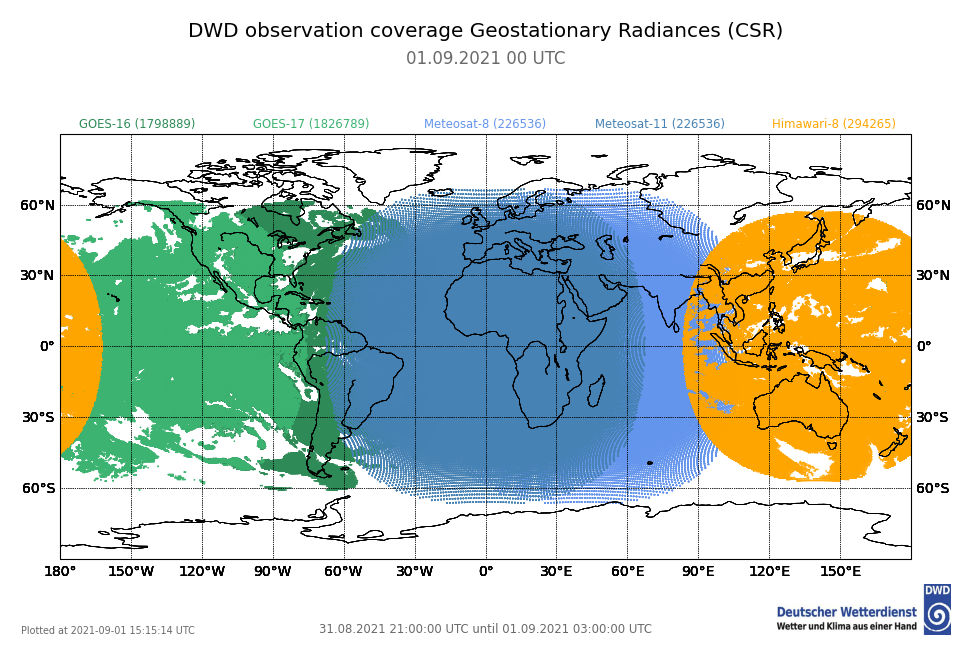 DWD observation coverage Geostationary Radiances (CSR)
01.09.2021 00 UTC
GOES-16 (1798889) GOES-17 (1826789) Meteosat-8 (226536) Meteosat-11 (226536) Himawari-8 (294265)
60°N 60°N
30°N 30°N
0° 0°
30°S 30°S
60°S 60°S
180° 150°W 120°W 90°W 60°W 30°W 0° 30°E 60°E 90°E 120°E 150°E
DWD
Deutscher Wetterdienst
Wetter und Klima aus einer Hand
Plotted at 2021-09-01 15:15:14 UTC 31.08.2021 21:00:00 UTC until 01.09.2021 03:00:00 UTC